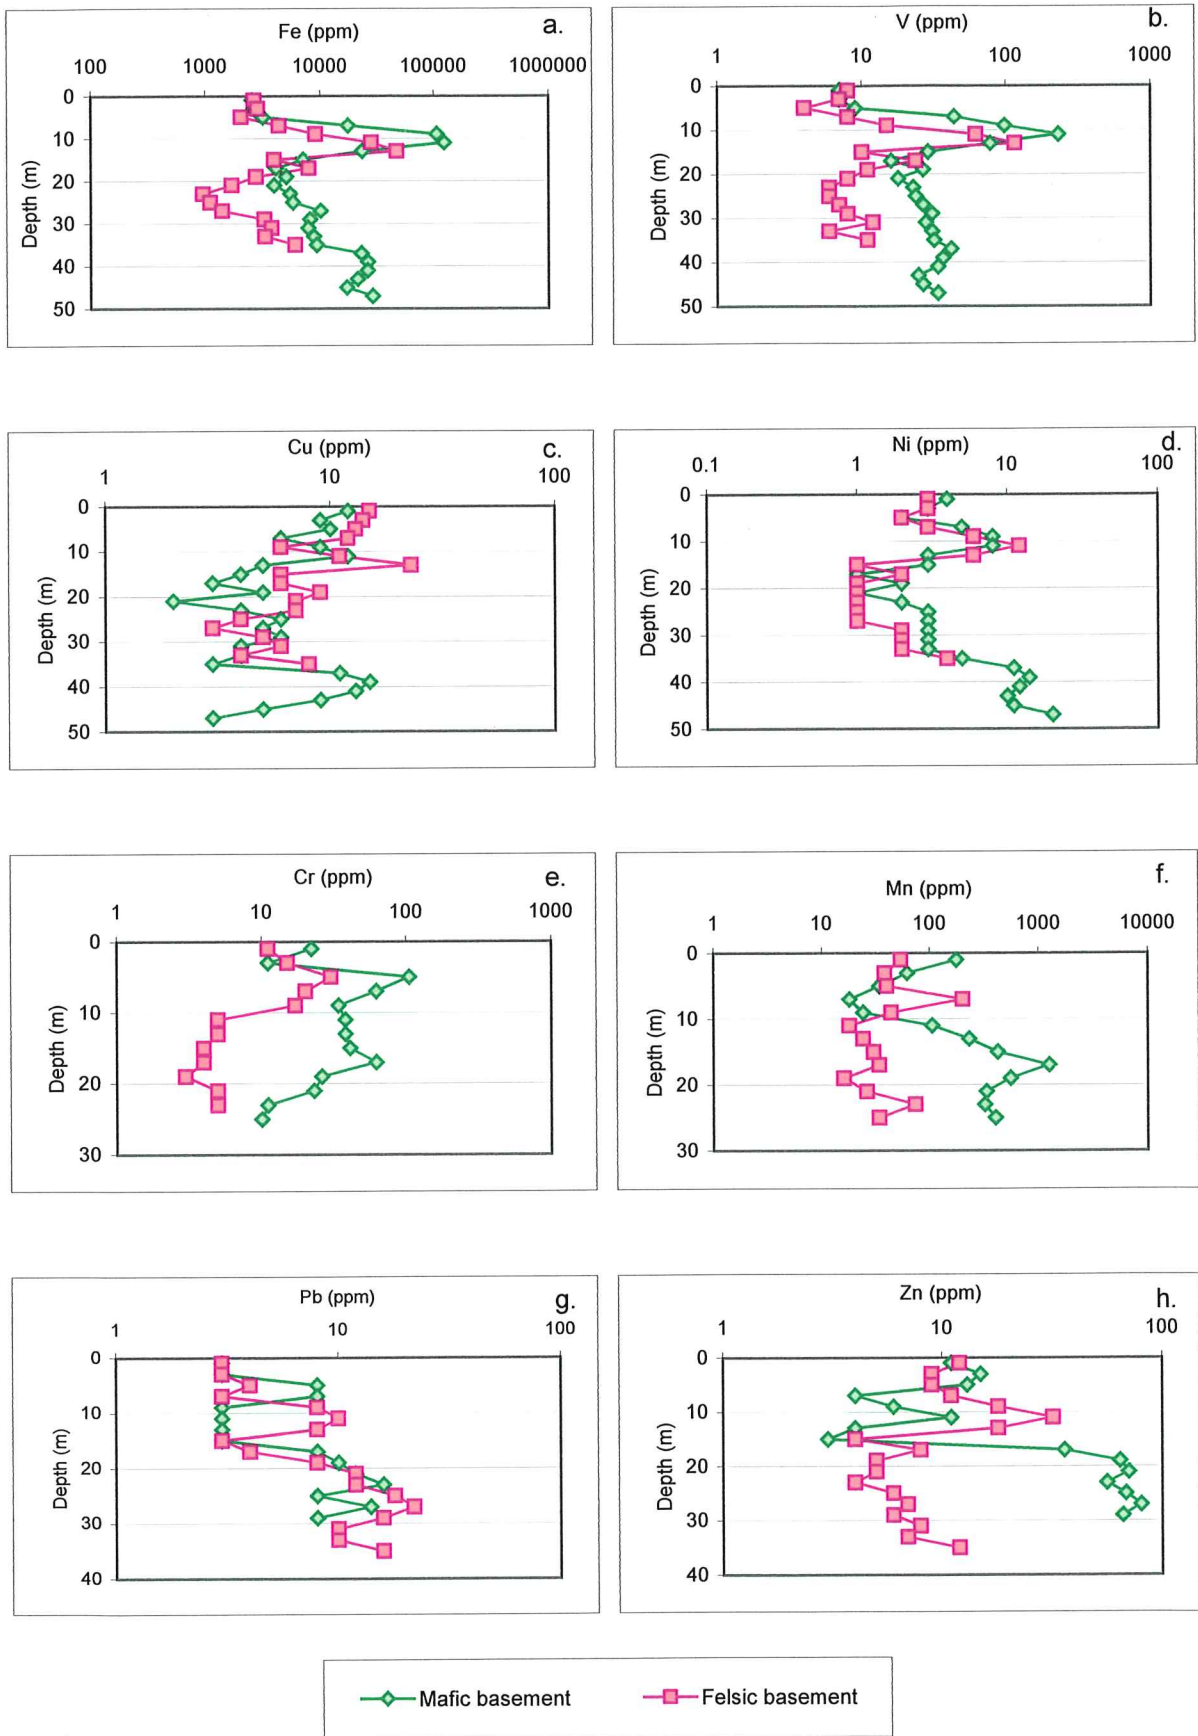 Fe (ppm) a.
100 1000 10000 100000 1000000
0
10
20
30
40
50
Depth (m)
V (ppm) b.
1 10 100 1000
0
10
20
30
40
50
Depth (m)
Cu (ppm) c.
1 10 100
0
10
20
30
40
50
Depth (m)
Ni (ppm) d.
0.1 1 10 100
0
10
20
30
40
50
Depth (m)
Cr (ppm) e.
1 10 100 1000
0
10
20
30
Depth (m)
Mn (ppm) f.
1 10 100 1000 10000
0
10
20
30
Depth (m)
Pb (ppm) g.
1 10 100
0
10
20
30
40
Depth (m)
Zn (ppm) h.
1 10 100
0
10
20
30
40
Depth (m)
Mafic basement Felsic basement